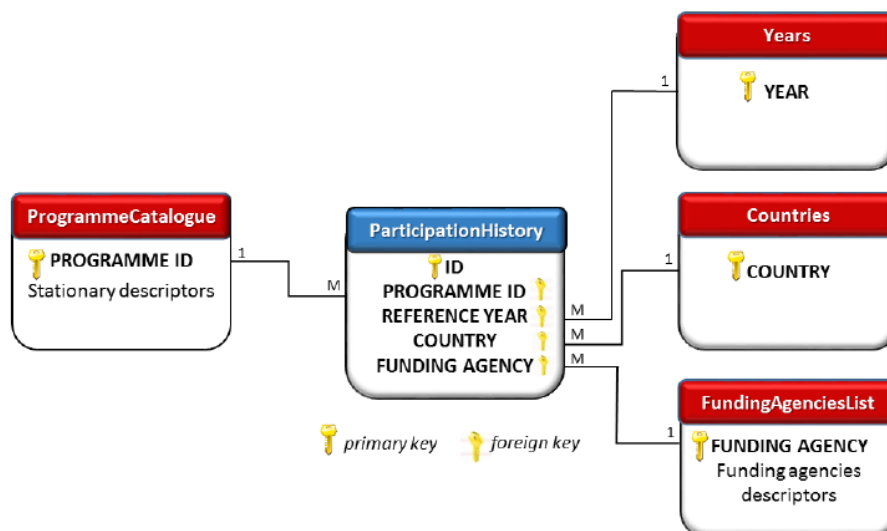 Years
YEAR
1
ProgrammeCatalogue
PROGRAMME ID
Stationary descriptors
1
M
ParticipationHistory
ID
PROGRAMME ID
REFERENCE YEAR
COUNTRY
FUNDING AGENCY
M
M
M
Countries
COUNTRY
1
FundingAgenciesList
FUNDING AGENCY
Funding agencies
descriptors
1
primary key
foreign key